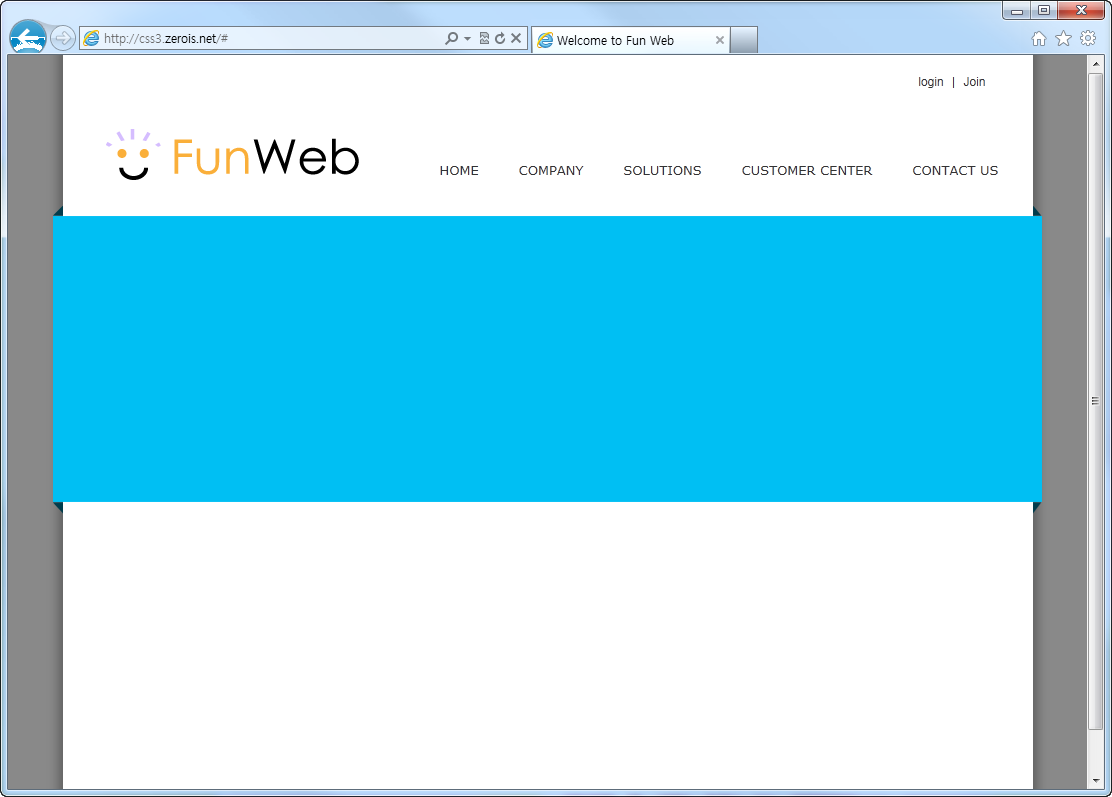 http://css3.zerois.net/#
Welcome to Fun Web
login | Join
FunWeb
HOME COMPANY SOLUTIONS CUSTOMER CENTER CONTACT US